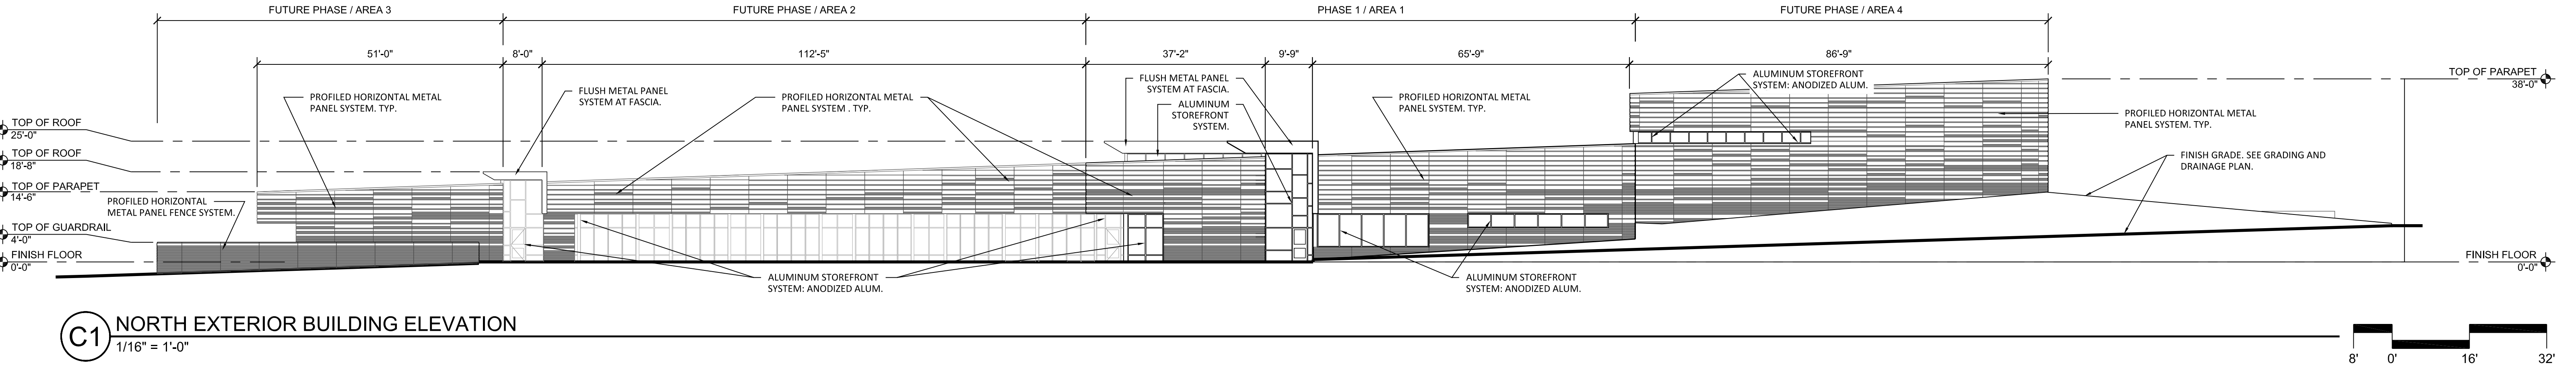 FUTURE PHASE / AREA 3
FUTURE PHASE / AREA 2
PHASE 1 / AREA 1
FUTURE PHASE / AREA 4
51'-0"
8'-0"
112'-5"
37'-2"
9'-9"
65'-9"
86'-9"
PROFILED HORIZONTAL METAL
PANEL SYSTEM. TYP.
FLUSH METAL PANEL
SYSTEM AT FASCIA.
PROFILED HORIZONTAL METAL
PANEL SYSTEM . TYP.
FLUSH METAL PANEL
SYSTEM AT FASCIA.
ALUMINUM
STOREFRONT
SYSTEM.
PROFILED HORIZONTAL METAL
PANEL SYSTEM. TYP.
ALUMINUM STOREFRONT
SYSTEM: ANODIZED ALUM.
PROFILED HORIZONTAL METAL
PANEL SYSTEM. TYP.
FINISH GRADE. SEE GRADING AND
DRAINAGE PLAN.
TOP OF PARAPET
38'-0"
FINISH FLOOR
0'-0"
TOP OF ROOF
25'-0"
TOP OF ROOF
18'-8"
TOP OF PARAPET
14'-6"
PROFILED HORIZONTAL
METAL PANEL FENCE SYSTEM.
TOP OF GUARDRAIL
4'-0"
FINISH FLOOR
0'-0"
ALUMINUM STOREFRONT
SYSTEM: ANODIZED ALUM.
ALUMINUM STOREFRONT
SYSTEM: ANODIZED ALUM.
C1
NORTH EXTERIOR BUILDING ELEVATION
1/16" = 1'-0"
8' 0' 16' 32'